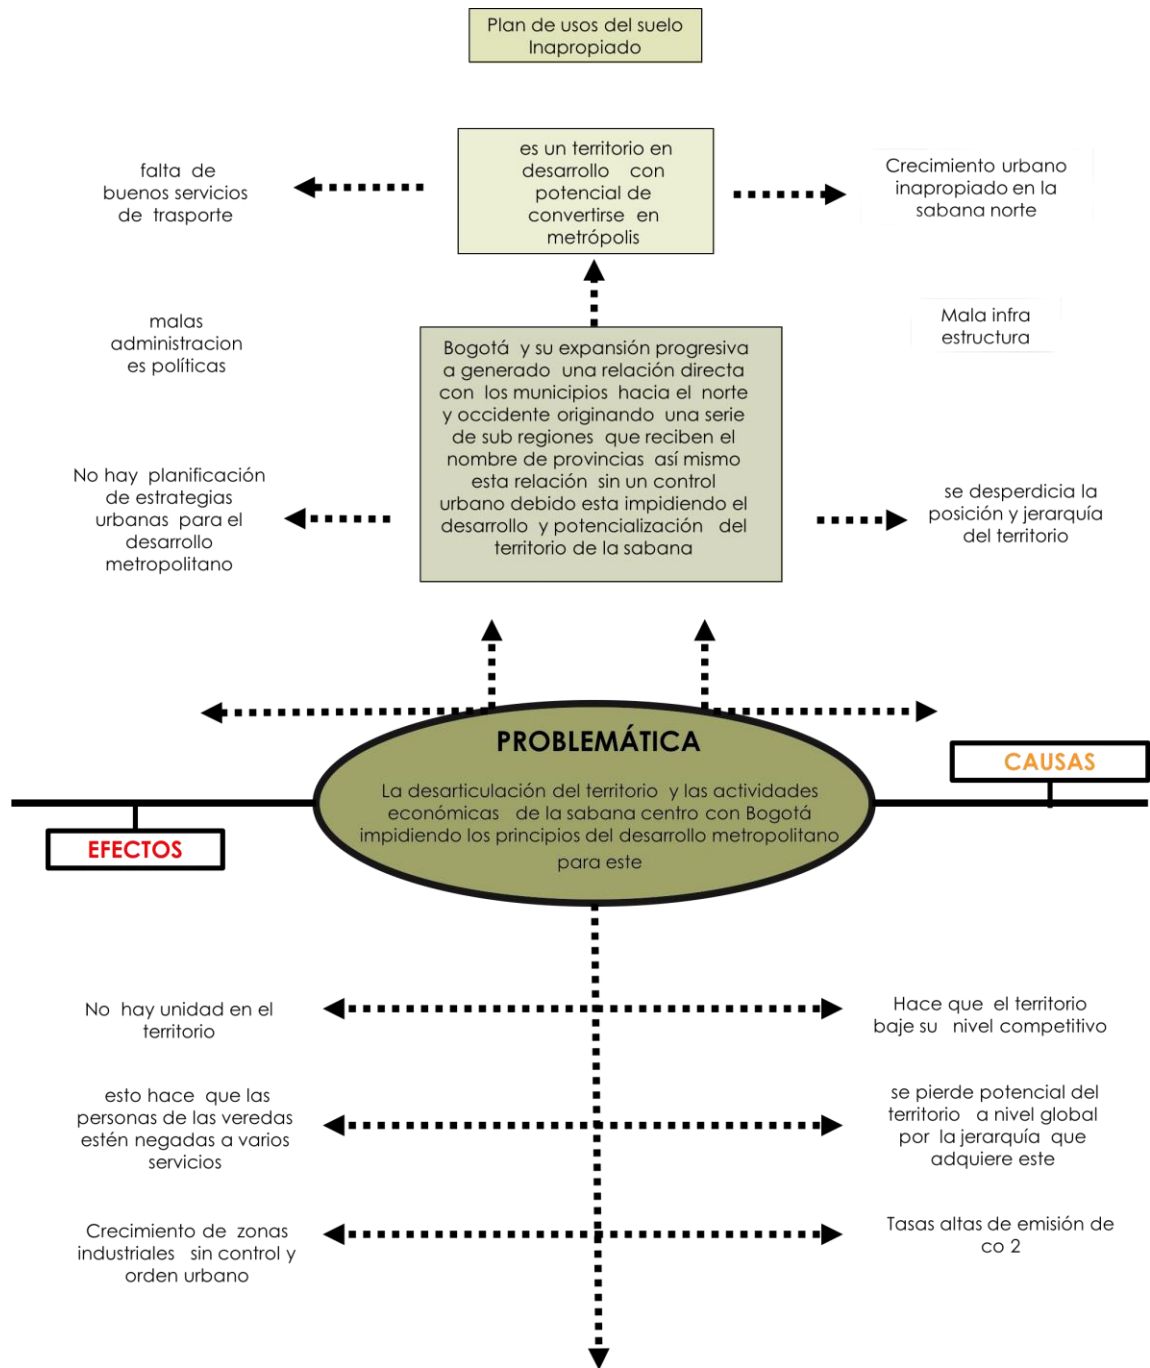 Plan de usos del suelo
Inapropiado
es un territorio en
desarrollo con
potencial de
convertirse en
metrópolis
falta de
buenos servicios
de trasporte
Crecimiento urbano
inapropiado en la
sabana norte
malas
administracion
es políticas
Mala infra
estructura
Bogotá y su expansión progresiva
a generado una relación directa
con los municipios hacia el norte
y occidente originando una serie
de sub regiones que reciben el
nombre de provincias así mismo
esta relación sin un control
urbano debido esta impidiendo el
desarrollo y potencialización del
territorio de la sabana
No hay planificación
de estrategias
urbanas para el
desarrollo
metropolitano
se desperdicia la
posición y jerarquía
del territorio
PROBLEMÁTICA
La desarticulación del territorio y las actividades
económicas de la sabana centro con Bogotá
impidiendo los principios del desarrollo metropolitano
para este
CAUSAS
EFECTOS
No hay unidad en el
territorio
Hace que el territorio
baje su nivel competitivo
esto hace que las
personas de las veredas
estén negadas a varios
servicios
se pierde potencial del
territorio a nivel global
por la jerarquía que
adquiere este
Crecimiento de zonas
industriales sin control y
orden urbano
Tasas altas de emisión de
co 2